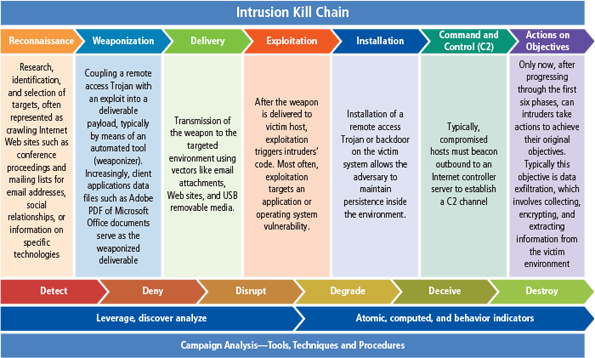 Intrusion Kill Chain
Reconnaissance
Weaponization
Delivery
Exploitation
Installation
Command and
Control (C2)
Actions on
Objectives
Research,
identification,
and selection of
targets, often
represented as
crawling Internet
Web sites such as
conference
proceedings and
mailing lists for
email addresses,
social
relationships, or
information on
specific
technologies
Coupling a remote
access Trojan with
an exploit into a
deliverable
payload, typically
by means of an
automated tool
(weaponizer).
Increasingly, client
applications data
files such as Adobe
PDF of Microsoft
Office documents
serve as the
weaponized
deliverable
Transmission of
the weapon to the
targeted
environment using
vectors like email
attachments,
Web sites, and USB
removable media.
After the weapon
is delivered to
victim host,
exploitation
triggers intruders'
code. Most often,
exploitation
targets an
application or
operating system
vulnerability.
Installation of a
remote access
Trojan or backdoor
on the victim
system allows the
adversary to
maintain
persistence inside
the environment.
Typically,
compromised
hosts must beacon
outbound to an
Internet controller
server to establish
a C2 channel
Only now, after
progressing
through the first
six phases, can
intruders take
actions to achieve
their original
objectives.
Typically this
objective is data
exfiltration, which
involves collecting,
encrypting, and
extracting
information from
the victim
environment
Detect
Deny
Disrupt
Degrade
Deceive
Destroy
Leverage, discover analyze
Atomic, computed, and behavior indicators
Campaign Analysis—Tools, Techniques and Procedures